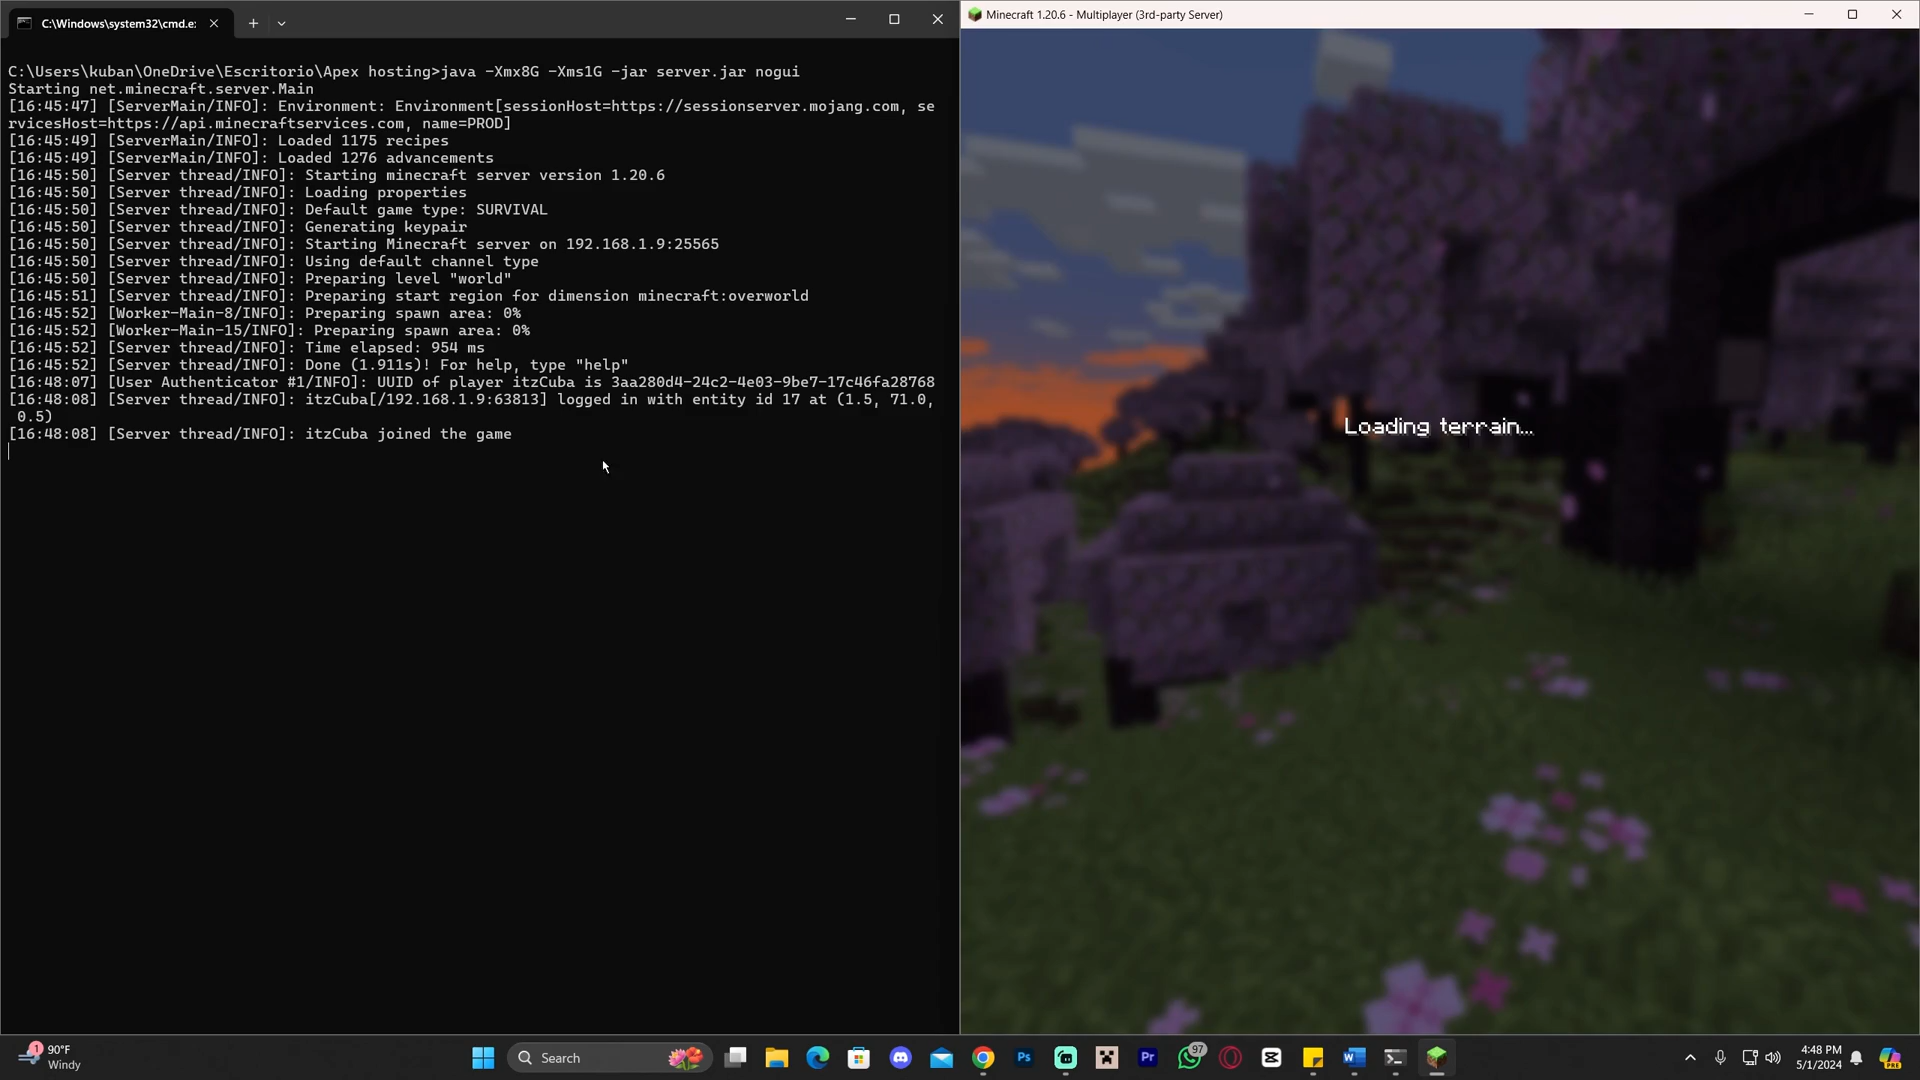 C:\Windows\system32\cmd.e:
C:\Users\kuban\OneDrive\Escritorio\Apex hosting>java -Xmx8G -Xms1G -jar server.jar nogui
Starting net.minecraft.server.Main
[16:45:47] [ServerMain/INFO]: Environment: Environment[sessionHost=https://sessionserver.mojang.com, se
rvicesHost=https://api.minecraftservices.com, name=PROD]
[16:45:49] [ServerMain/INFO]: Loaded 1175 recipes
[16:45:49] [ServerMain/INFO]: Loaded 1276 advancements
[16:45:50] [Server thread/INFO]: Starting minecraft server version 1.20.6
[16:45:50] [Server thread/INFO]: Loading properties
[16:45:50] [Server thread/INFO]: Default game type: SURVIVAL
[16:45:50] [Server thread/INFO]: Generating keypair
[16:45:50] [Server thread/INFO]: Starting Minecraft server on 192.168.1.9:25565
[16:45:50] [Server thread/INFO]: Using default channel type
[16:45:50] [Server thread/INFO]: Preparing level "world"
[16:45:51] [Server thread/INFO]: Preparing start region for dimension minecraft:overworld
[16:45:52] [Worker-Main-8/INFO]: Preparing spawn area: 0%
[16:45:52] [Worker-Main-15/INFO]: Preparing spawn area: 0%
[16:45:52] [Server thread/INFO]: Time elapsed: 954 ms
[16:45:52] [Server thread/INFO]: Done (1.911s)! For help, type "help"
[16:48:07] [User Authenticator #1/INFO]: UUID of player itzCuba is 3aa280d4-24c2-4e03-9be7-17c46fa28768
[16:48:08] [Server thread/INFO]: itzCuba[/192.168.1.9:63813] logged in with entity id 17 at (1.5, 71.0,
0.5)
[16:48:08] [Server thread/INFO]: itzCuba joined the game
Minecraft 1.20.6 - Multiplayer (3rd-party Server)
Loading terrain...
1
90°F
Windy
Search
Ps
Pr
97
W
4:48 PM
5/1/2024
PRE